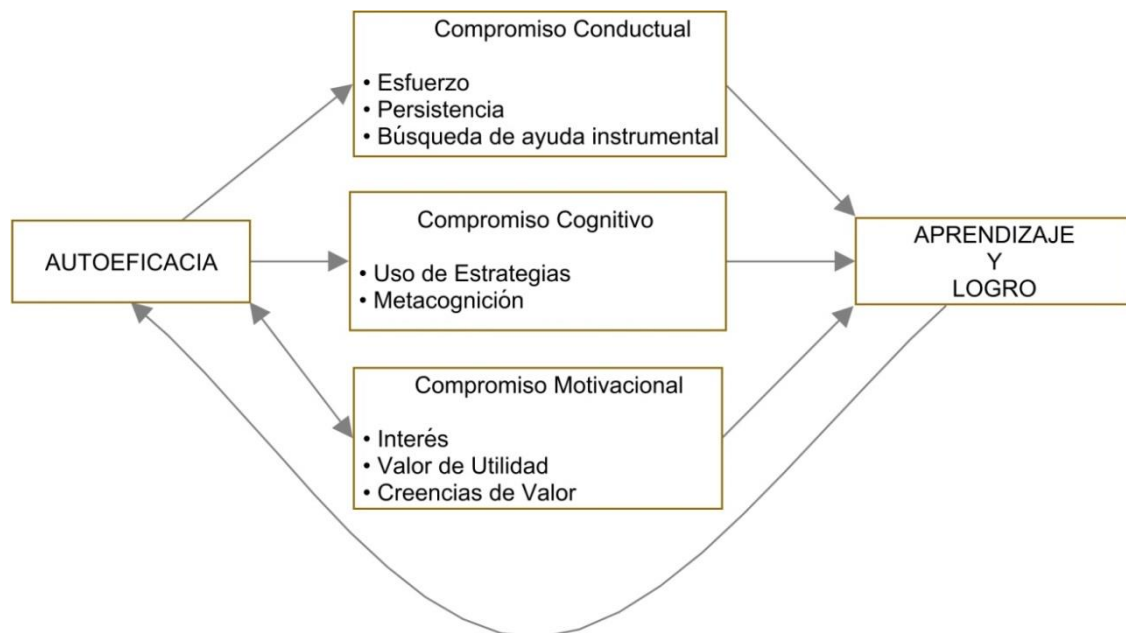 Compromiso Conductual
• Esfuerzo
• Persistencia
• Búsqueda de ayuda instrumental
AUTOEFICACIA
Compromiso Cognitivo
• Uso de Estrategias
• Metacognición
Compromiso Motivacional
• Interés
• Valor de Utilidad
• Creencias de Valor
APRENDIZAJE
Y
LOGRO